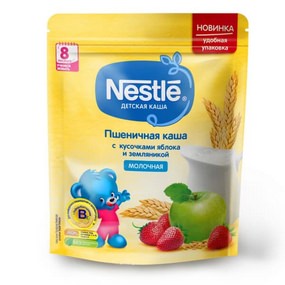 8
НОВИНКА
удобная
упаковка
Nestlé
ДЕТСКАЯ КАША
Пшеничная каша
с кусочками яблока
и земляникой
МОЛОЧНАЯ
B